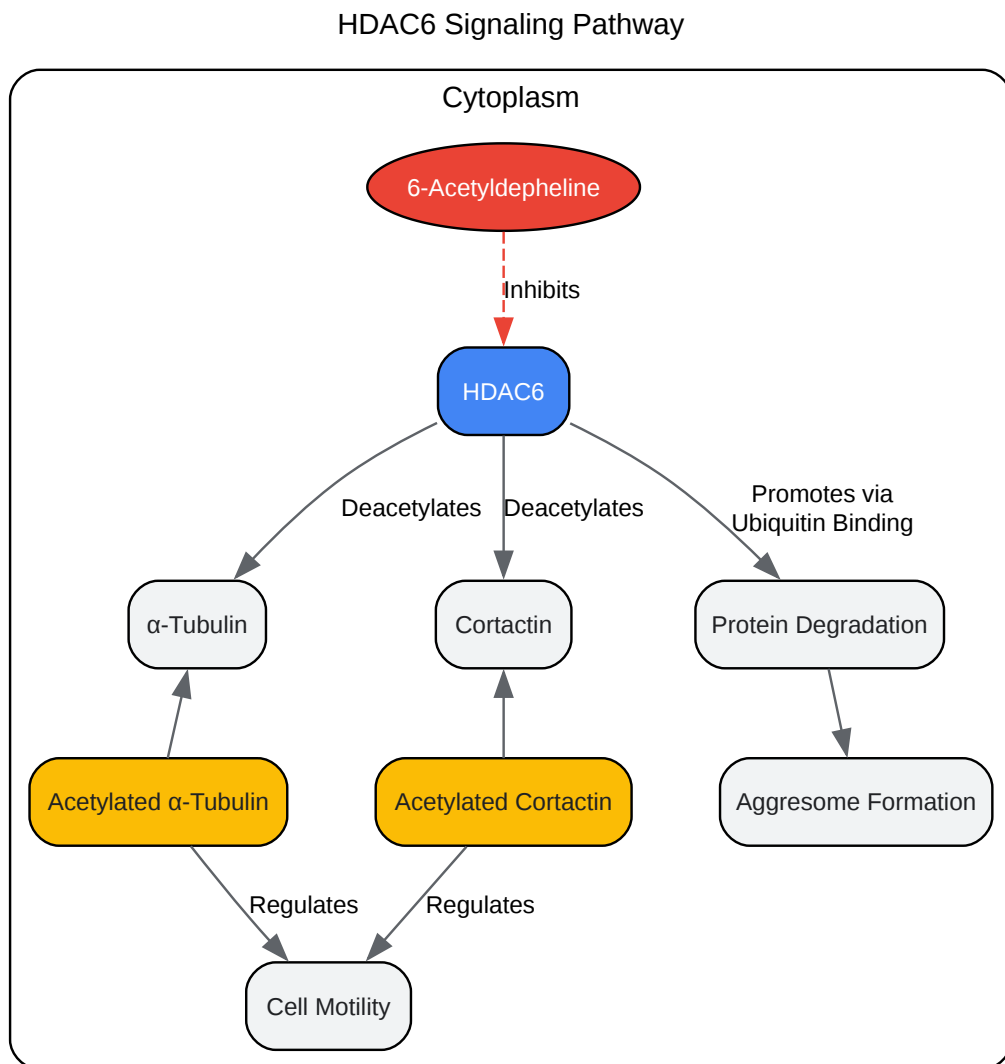 HDAC6 Signaling Pathway
Cytoplasm
6-Acetyldepheline
Inhibits
HDAC6
Deacetylates
Deacetylates
Promotes via
Ubiquitin Binding
α-Tubulin
Cortactin
Protein Degradation
Acetylated α-Tubulin
Acetylated Cortactin
Aggresome Formation
Regulates
Regulates
Cell Motility